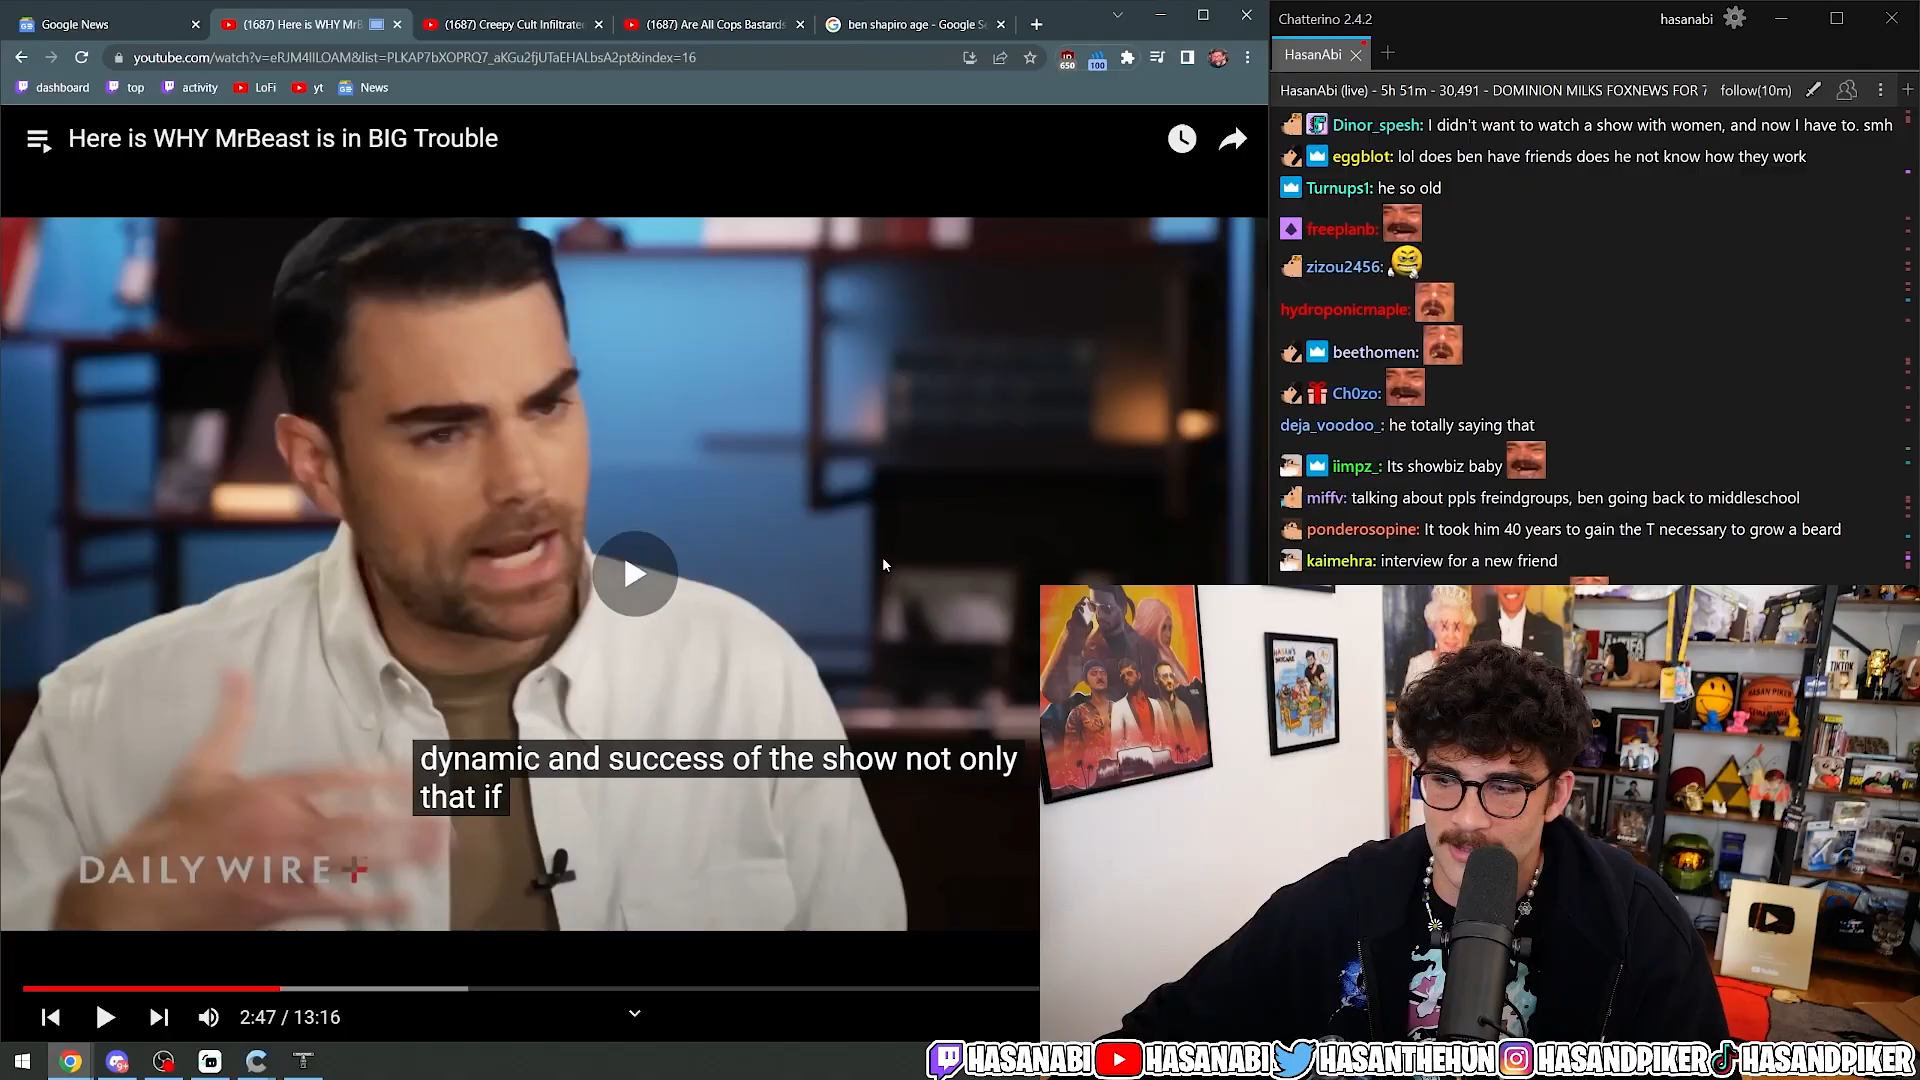 Google News
(1687) Here is WHY MrB
(1687) Creepy Cult Infiltrate
(1687) Are All Cops Bastards
ben shapiro age - Google S
youtube.com/watch?v=eRJM4lILOAM&list=PLKAP7bXOPRQ7_aKGu2fjUTaEHALbsA2pt&index=16
650
100
dashboard
top
activity
LoFi
yt
News
Here is WHY MrBeast is in BIG Trouble
dynamic and success of the show not only
that if
DAILY WIRE +
2:47 / 13:16
Chatterino 2.4.2
hasanabi
HasanAbi
HasanAbi (live) - 5h 51m - 30,491 - DOMINION MILKS FOXNEWS FOR 7
follow(10m)
Dinor_spesh: I didn't want to watch a show with women, and now I have to. smh
eggblot: lol does ben have friends does he not know how they work
Turnups1: he so old
freeplanb:
zizou2456:
hydroponicmaple:
beethomen:
Ch0zo:
deja_voodoo_: he totally saying that
iimpz_: Its showbiz baby
miffv: talking about ppls freindgroups, ben going back to middleschool
ponderosopine: It took him 40 years to gain the T necessary to grow a beard
kaimehra: interview for a new friend
HASANABI
HASANABI
HASANTHEHUN
HASANDPIKER
HASANDPIKER